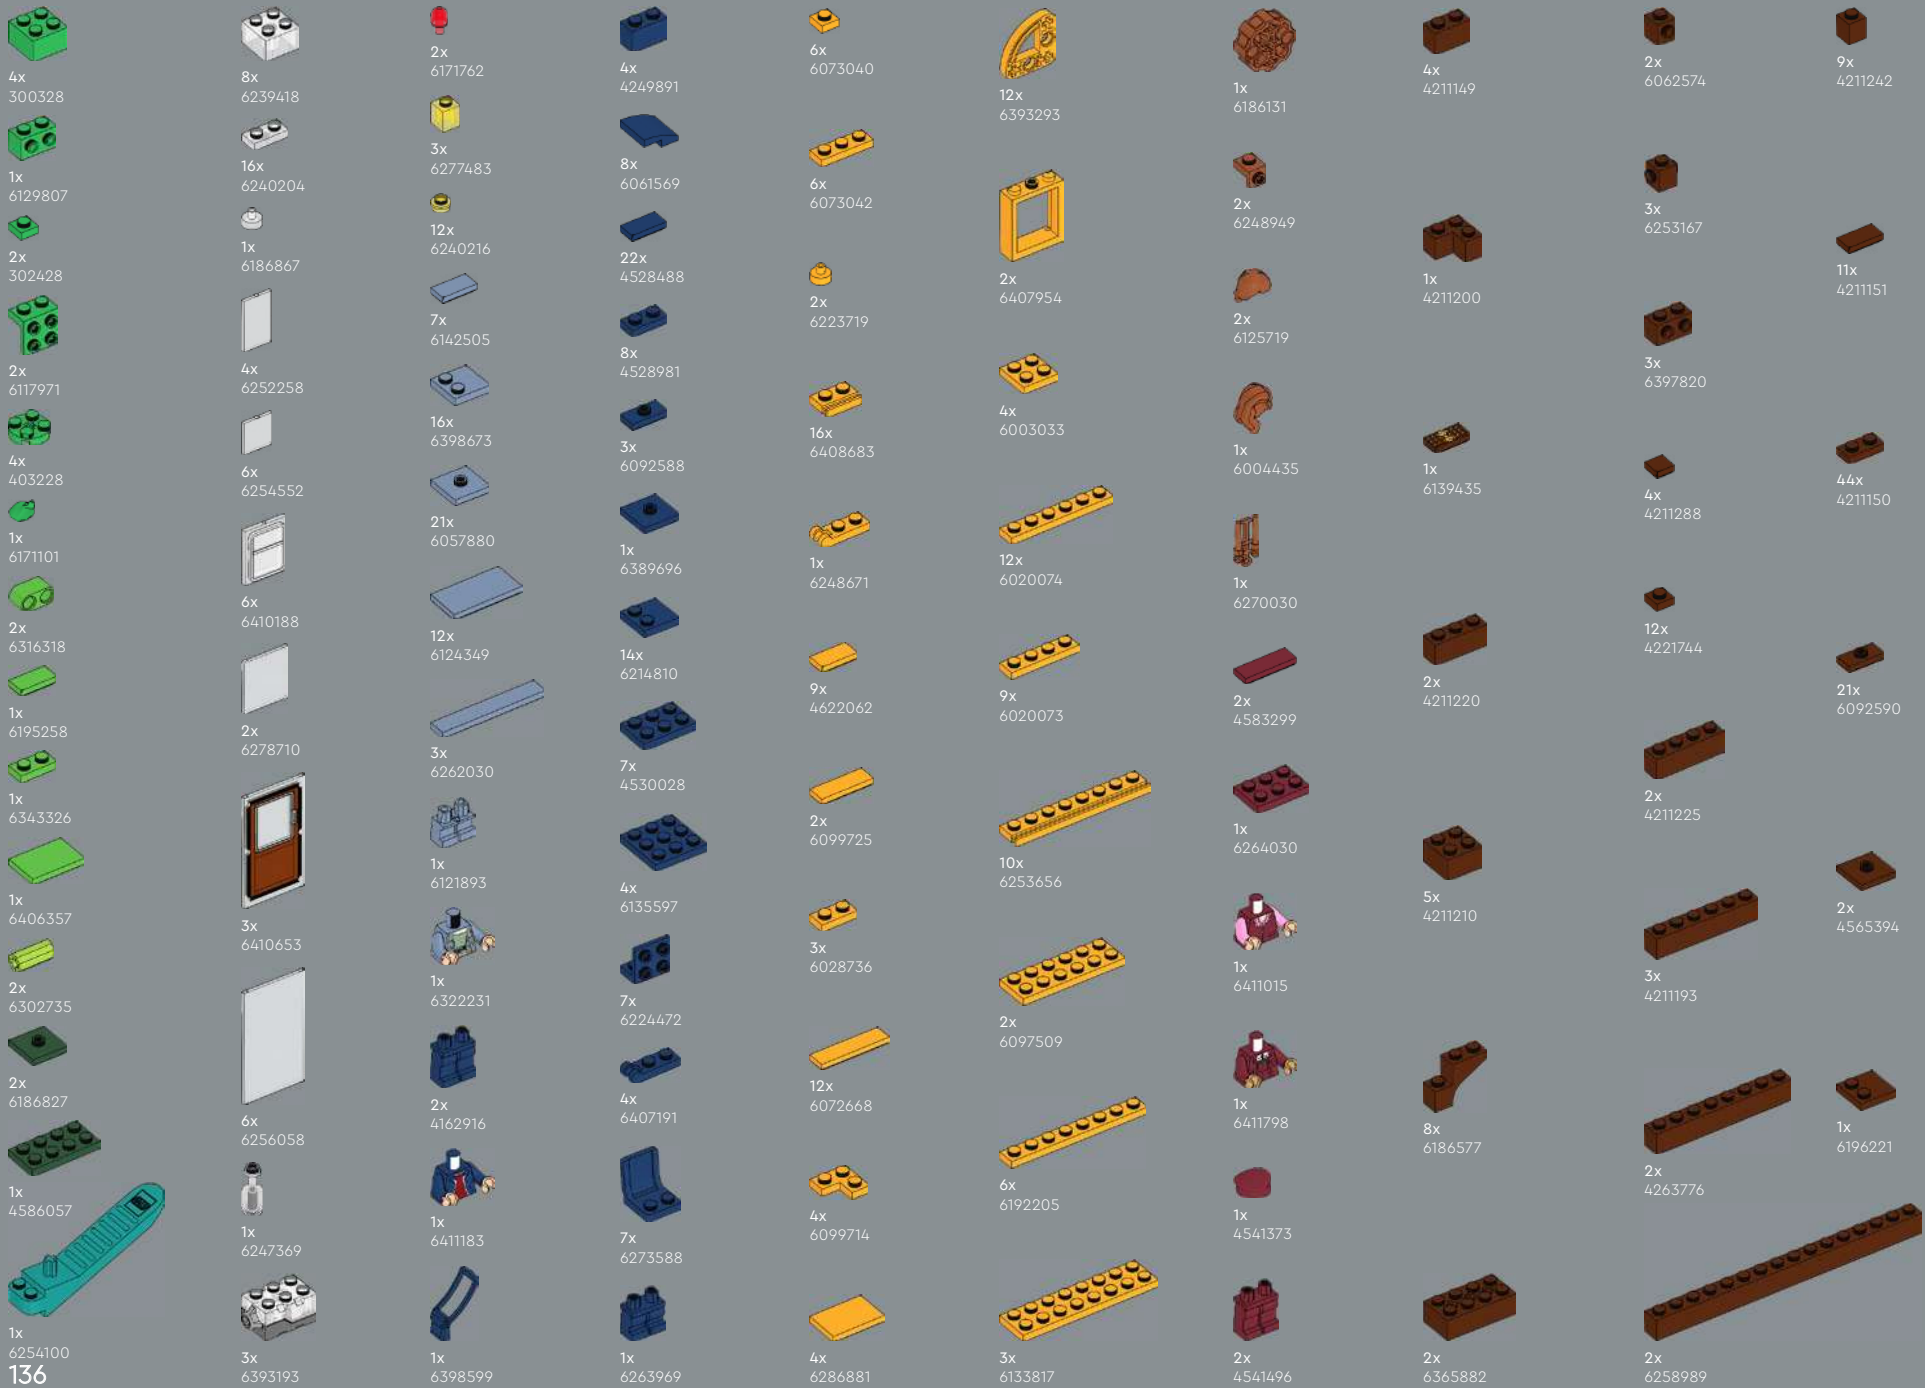 4x
300328
1x
6129807
2x
302428
2x
6117971
4x
403228
1x
6171101
2x
6316318
1x
6195258
1x
6343326
1x
6406357
2x
6302735
2x
6186827
1x
4586057
1x
6254100
136
8x
6239418
16x
6240204
1x
6186867
4x
6252258
6x
6254552
6x
6410188
2x
6278710
3x
6410653
6x
6256058
1x
6247369
3x
6393193
2x
6171762
3x
6277483
12x
6240216
7x
6142505
16x
6398673
21x
6057880
12x
6124349
3x
6262030
1x
6121893
1x
6322231
2x
4162916
1x
6411183
1x
6398599
4x
4249891
8x
6061569
22x
4528488
8x
4528981
3x
6092588
1x
6389696
14x
6214810
7x
4530028
4x
6135597
7x
6224472
4x
6407191
7x
6273588
1x
6263969
6x
6073040
6x
6073042
2x
6223719
16x
6408683
1x
6248671
9x
4622062
2x
6099725
3x
6028736
12x
6072668
4x
6099714
4x
6286881
12x
6393293
2x
6407954
4x
6003033
12x
6020074
9x
6020073
10x
6253656
2x
6097509
6x
6192205
3x
6133817
1x
6186131
2x
6248949
2x
6125719
1x
6004435
1x
6270030
2x
4583299
1x
6264030
1x
6411015
1x
6411798
1x
4541373
2x
4541496
4x
4211149
1x
4211200
1x
6139435
2x
4211220
5x
4211210
8x
6186577
2x
6365882
2x
6062574
3x
6253167
3x
6397820
4x
4211288
12x
4221744
2x
4211225
3x
4211193
2x
4263776
2x
6258989
9x
4211242
11x
4211151
44x
4211150
21x
6092590
2x
4565394
1x
6196221